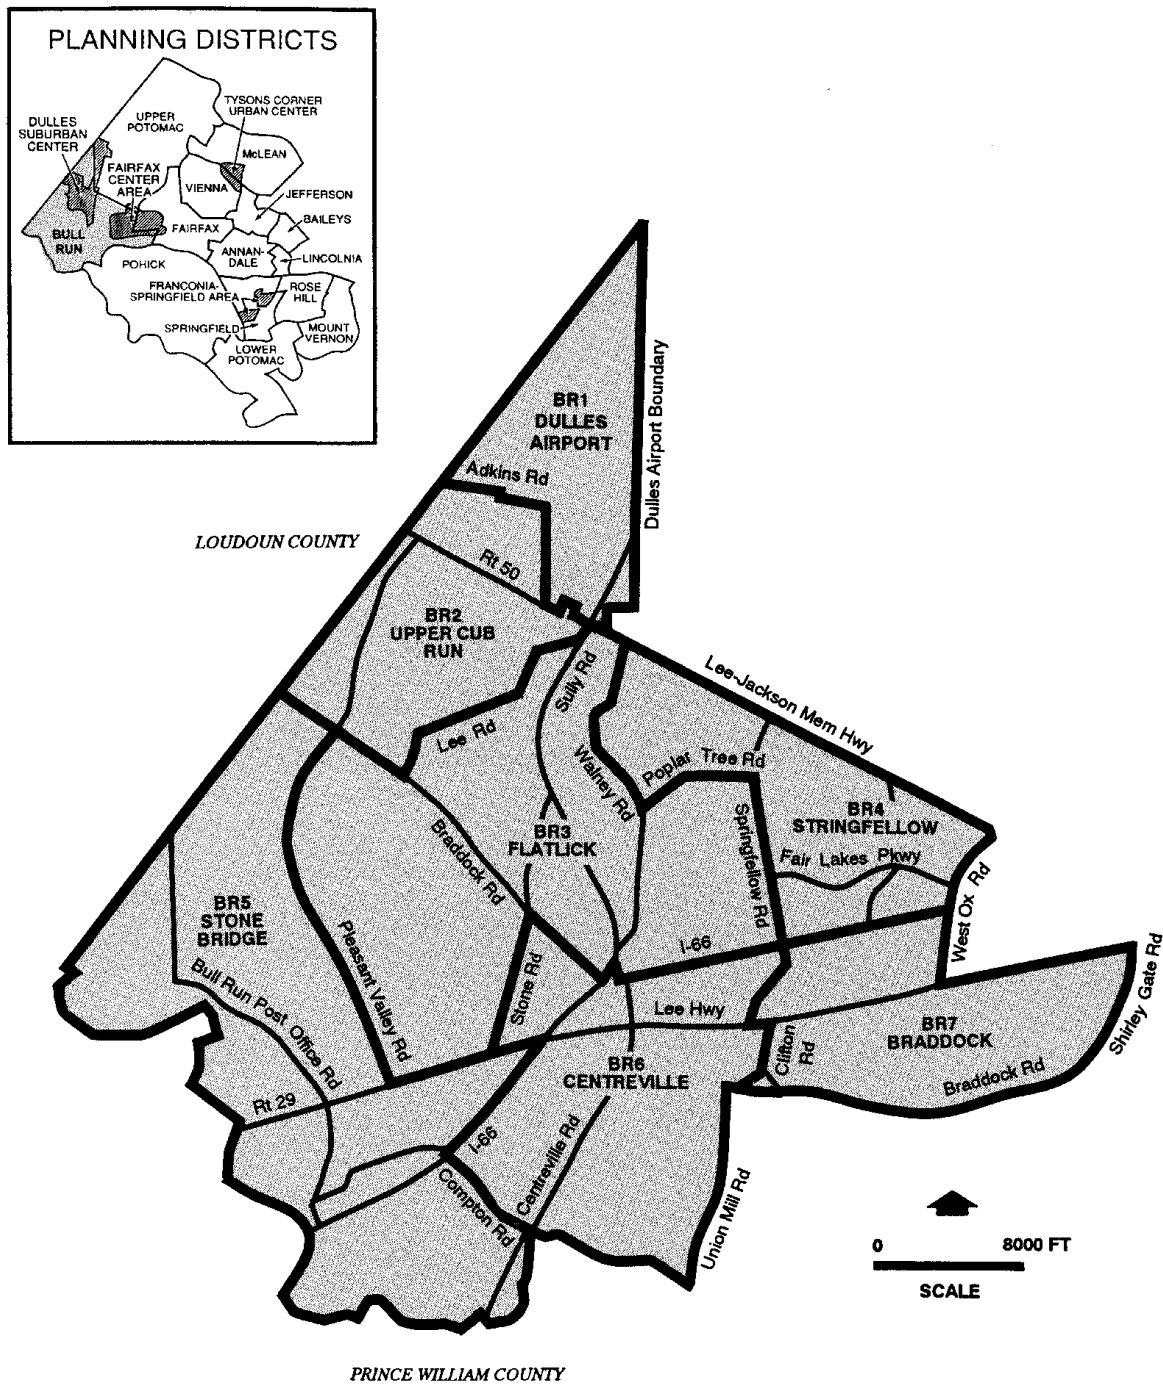 PLANNING DISTRICTS
TYSONS CORNER
URBAN CENTER
DULLES
SUBURBAN
CENTER
UPPER
POTOMAC
McLEAN
FAIRFAX
CENTER
AREA
VIENNA
JEFFERSON
BAILEYS
BULL
RUN
FAIRFAX
ANNAN-
DALE
LINCOLNIA
POHICK
FRANCONIA-
SPRINGFIELD AREA
ROSE
HILL
SPRINGFIELD
MOUNT
VERNON
LOWER
POTOMAC
BR1
DULLES
AIRPORT
Dulles Airport Boundary
Adkins Rd
LOUDOUN COUNTY
Rt 50
BR2
UPPER CUB
RUN
Sully Rd
Lee-Jackson Mem Hwy
Lee Rd
Walney Rd
Poplar Tree Rd
BR4
STRINGFELLOW
Springfellow Rd
Fair Lakes Pkwy
BR3
FLATLICK
Braddock Rd
West Ox Rd
BR5
STONE
BRIDGE
Pleasant Valley Rd
I-66
Stone Rd
Bull Run Post Office Rd
Lee Hwy
Shirley Gate Rd
BR7
BRADDOCK
Clifton
Rd
Braddock Rd
BR6
CENTREVILLE
Rt 29
I-66
Centreville Rd
Compton Rd
Union Mill Rd
0 8000 FT
SCALE
PRINCE WILLIAM COUNTY